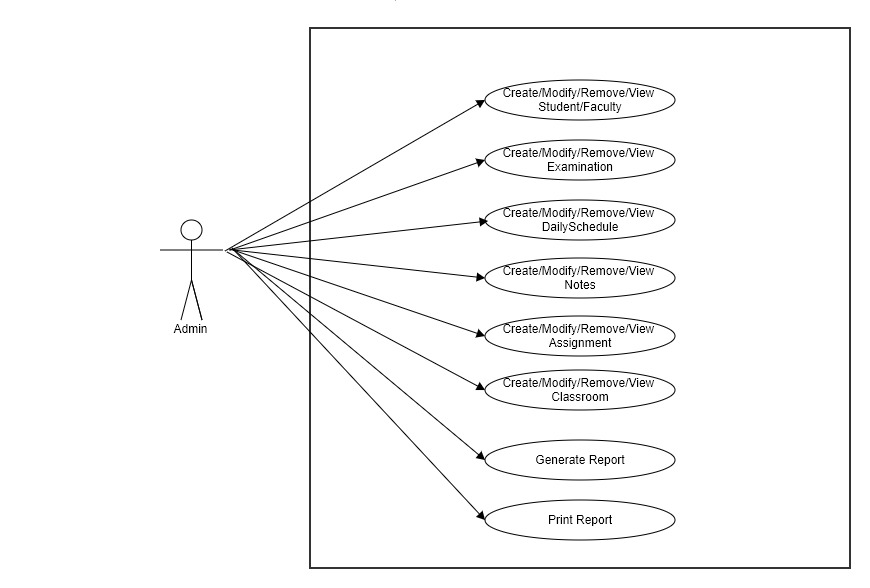 Create/Modify/Remove/View
Student/Faculty
Create/Modify/Remove/View
Examination
Create/Modify/Remove/View
DailySchedule
Create/Modify/Remove/View
Notes
Admin
Create/Modify/Remove/View
Assignment
Create/Modify/Remove/View
Classroom
Generate Report
Print Report